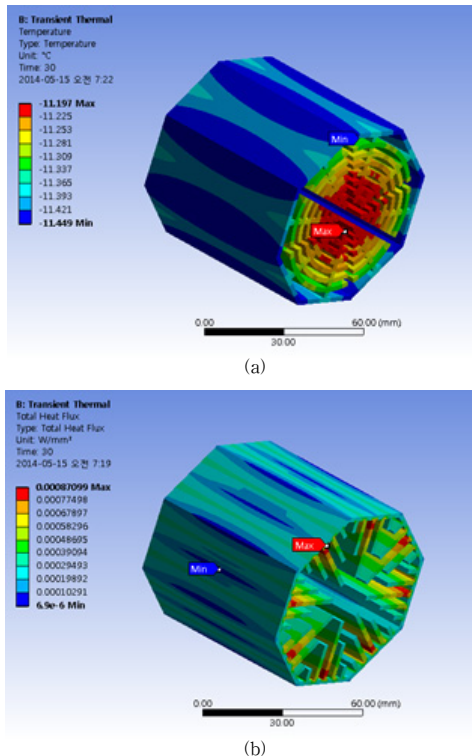 B: Transient Thermal
Temperature
Type: Temperature
Unit: °C
Time: 30
2014-05-15 오전 7:22
-11.197 Max
-11.225
-11.253
-11.281
-11.309
-11.337
-11.365
-11.393
-11.421
-11.449 Min
Min
Max
0.00
60.00 (mm)
30.00
(a)
B: Transient Thermal
Total Heat Flux
Type: Total Heat Flux
Unit: W/mm²
Time: 30
2014-05-15 오전 7:19
0.00087099 Max
0.00077498
0.00067897
0.00058296
0.00048695
0.00039094
0.00029493
0.00019892
0.00010291
6.9e-6 Min
Max
Min
0.00
60.00 (mm)
30.00
(b)